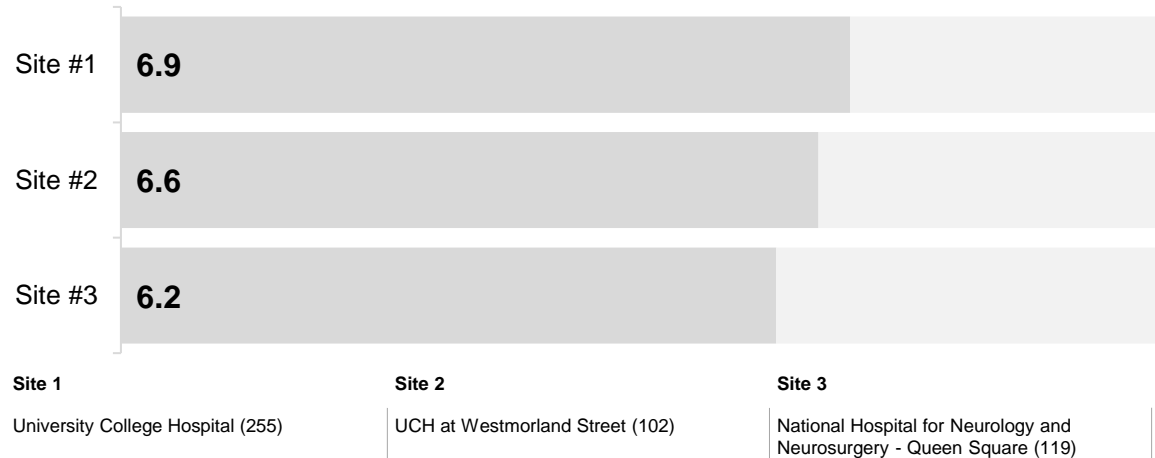 Site #1 6.9
Site #2 6.6
Site #3 6.2
Site 1
University College Hospital (255)
Site 2
UCH at Westmorland Street (102)
Site 3
National Hospital for Neurology and
Neurosurgery - Queen Square (119)